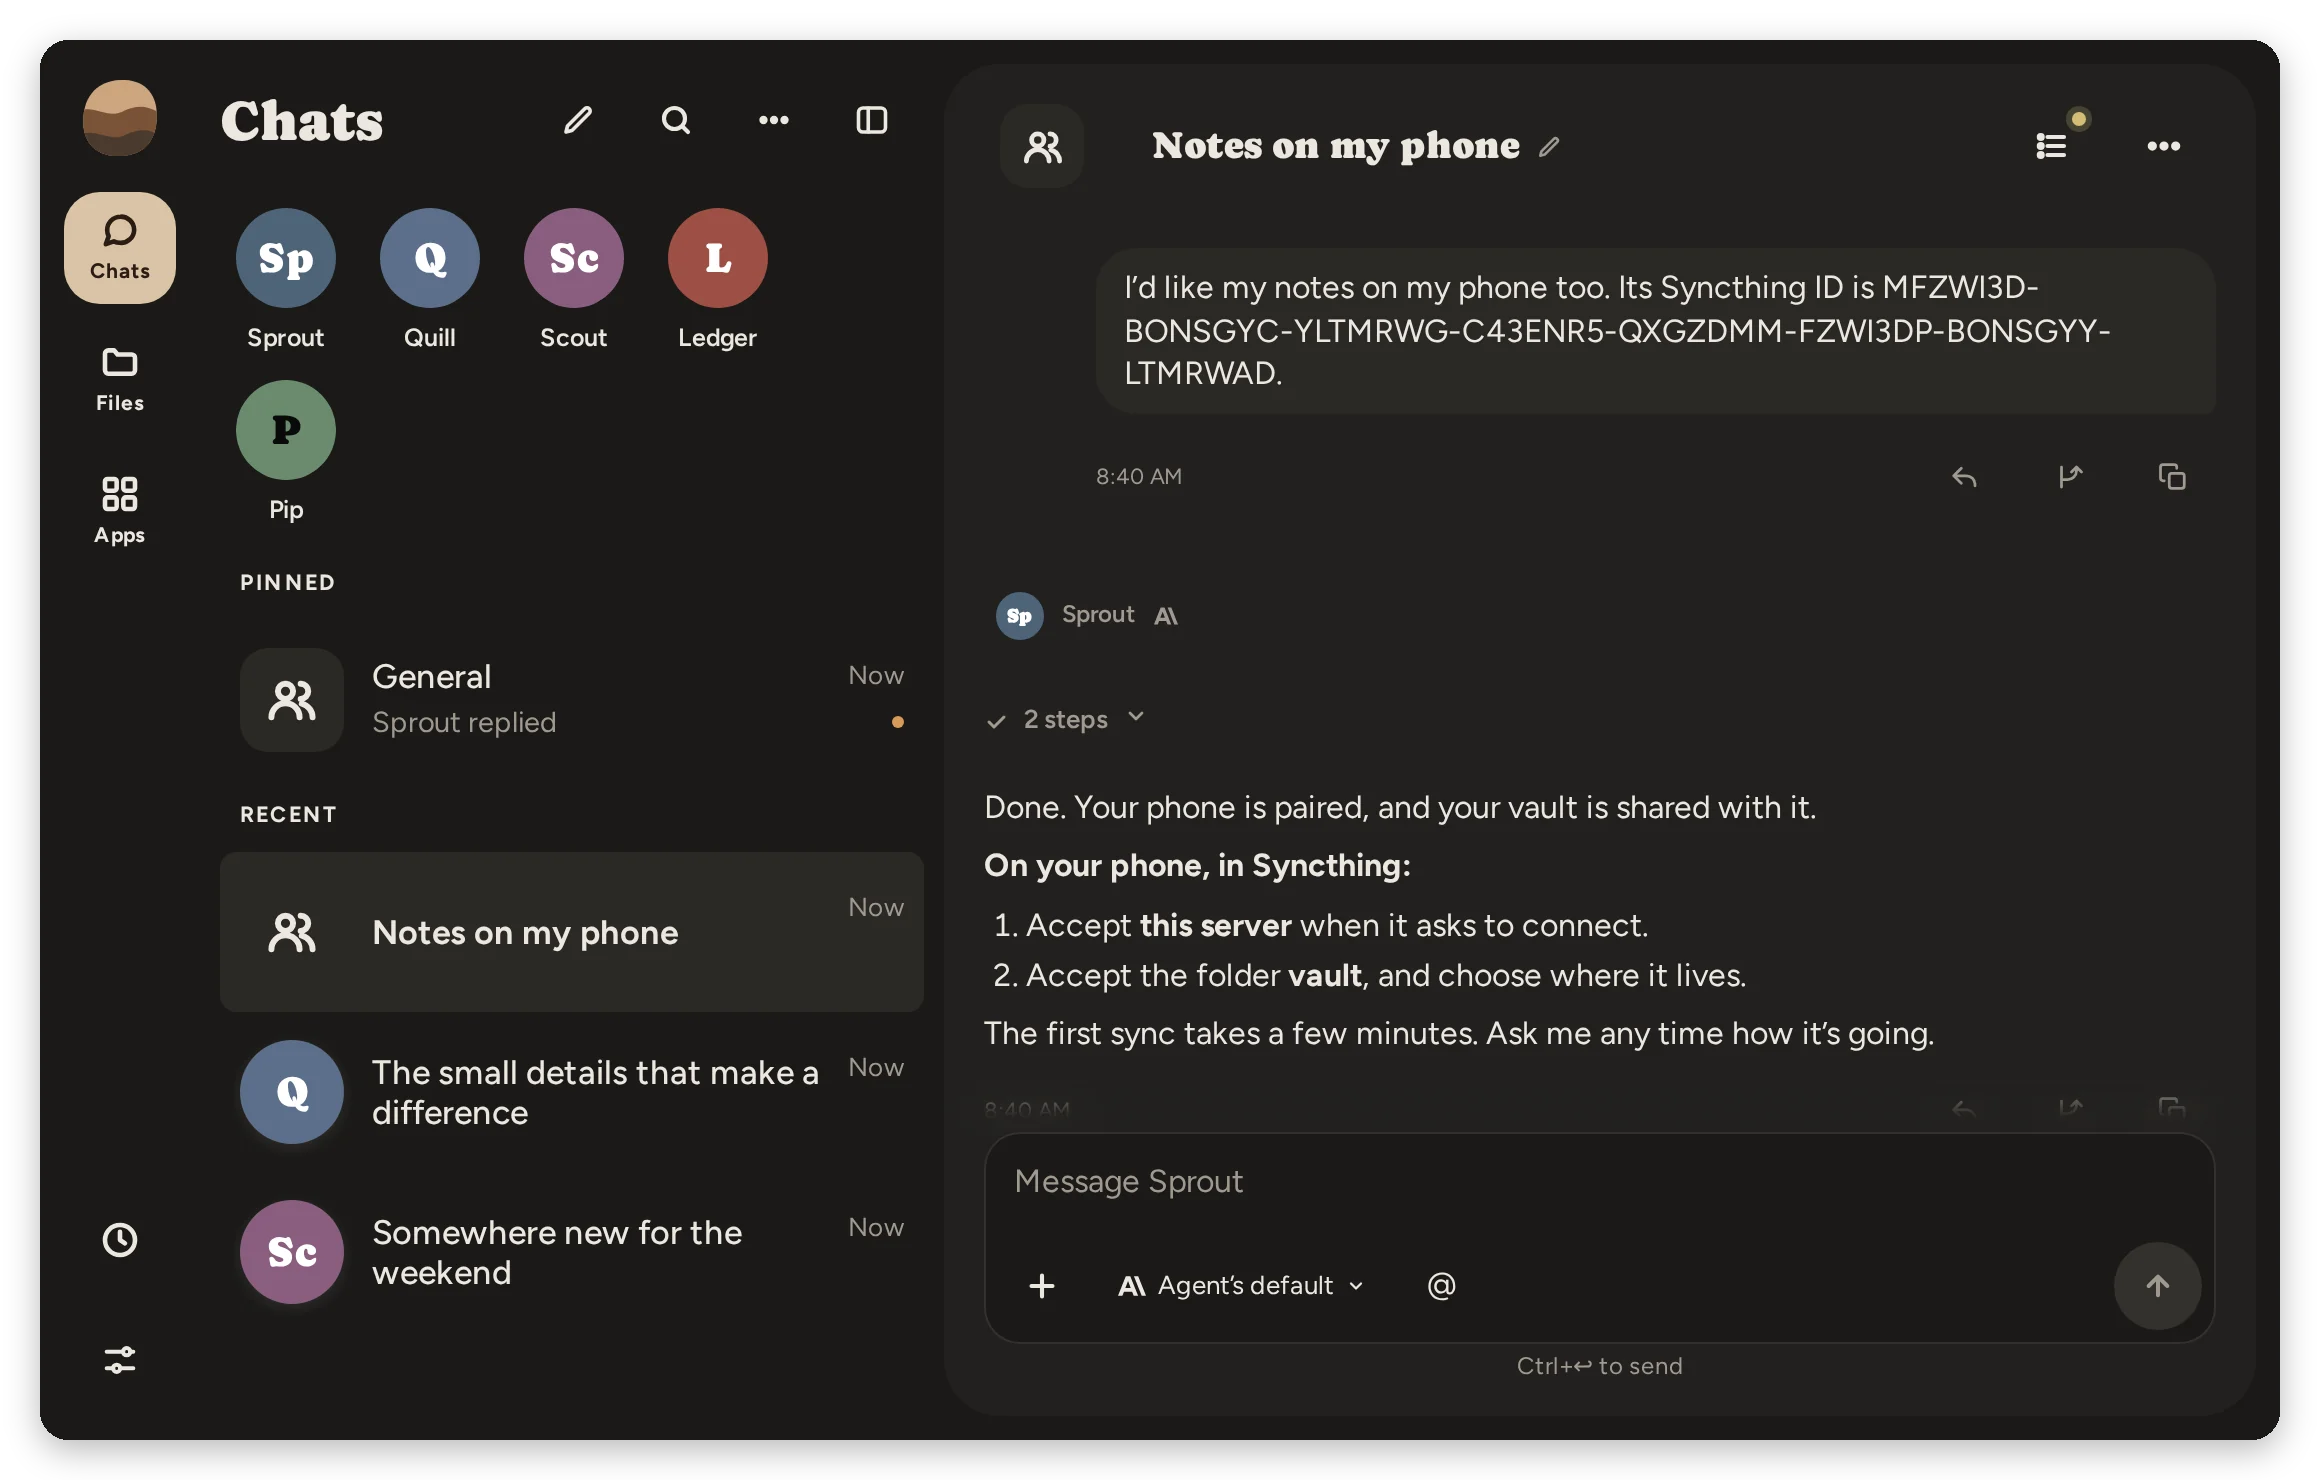 Chats
Chats
Files
Apps
Sp
Sprout
Q
Quill
Sc
Scout
L
Ledger
P
Pip
PINNED
General
Now
Sprout replied
RECENT
Notes on my phone
Now
Q
The small details that make a
difference
Now
Sc
Somewhere new for the
weekend
Now
Notes on my phone
I’d like my notes on my phone too. Its Syncthing ID is MFZWI3D-
BONSGYC-YLTMRWG-C43ENR5-QXGZDMM-FZWI3DP-BONSGYY-
LTMRWAD.
8:40 AM
Sp
Sprout
2 steps
Done. Your phone is paired, and your vault is shared with it.
On your phone, in Syncthing:
1. Accept this server when it asks to connect.
2. Accept the folder vault, and choose where it lives.
The first sync takes a few minutes. Ask me any time how it’s going.
8:40 AM
Message Sprout
Agent’s default
@
Ctrl+↩ to send